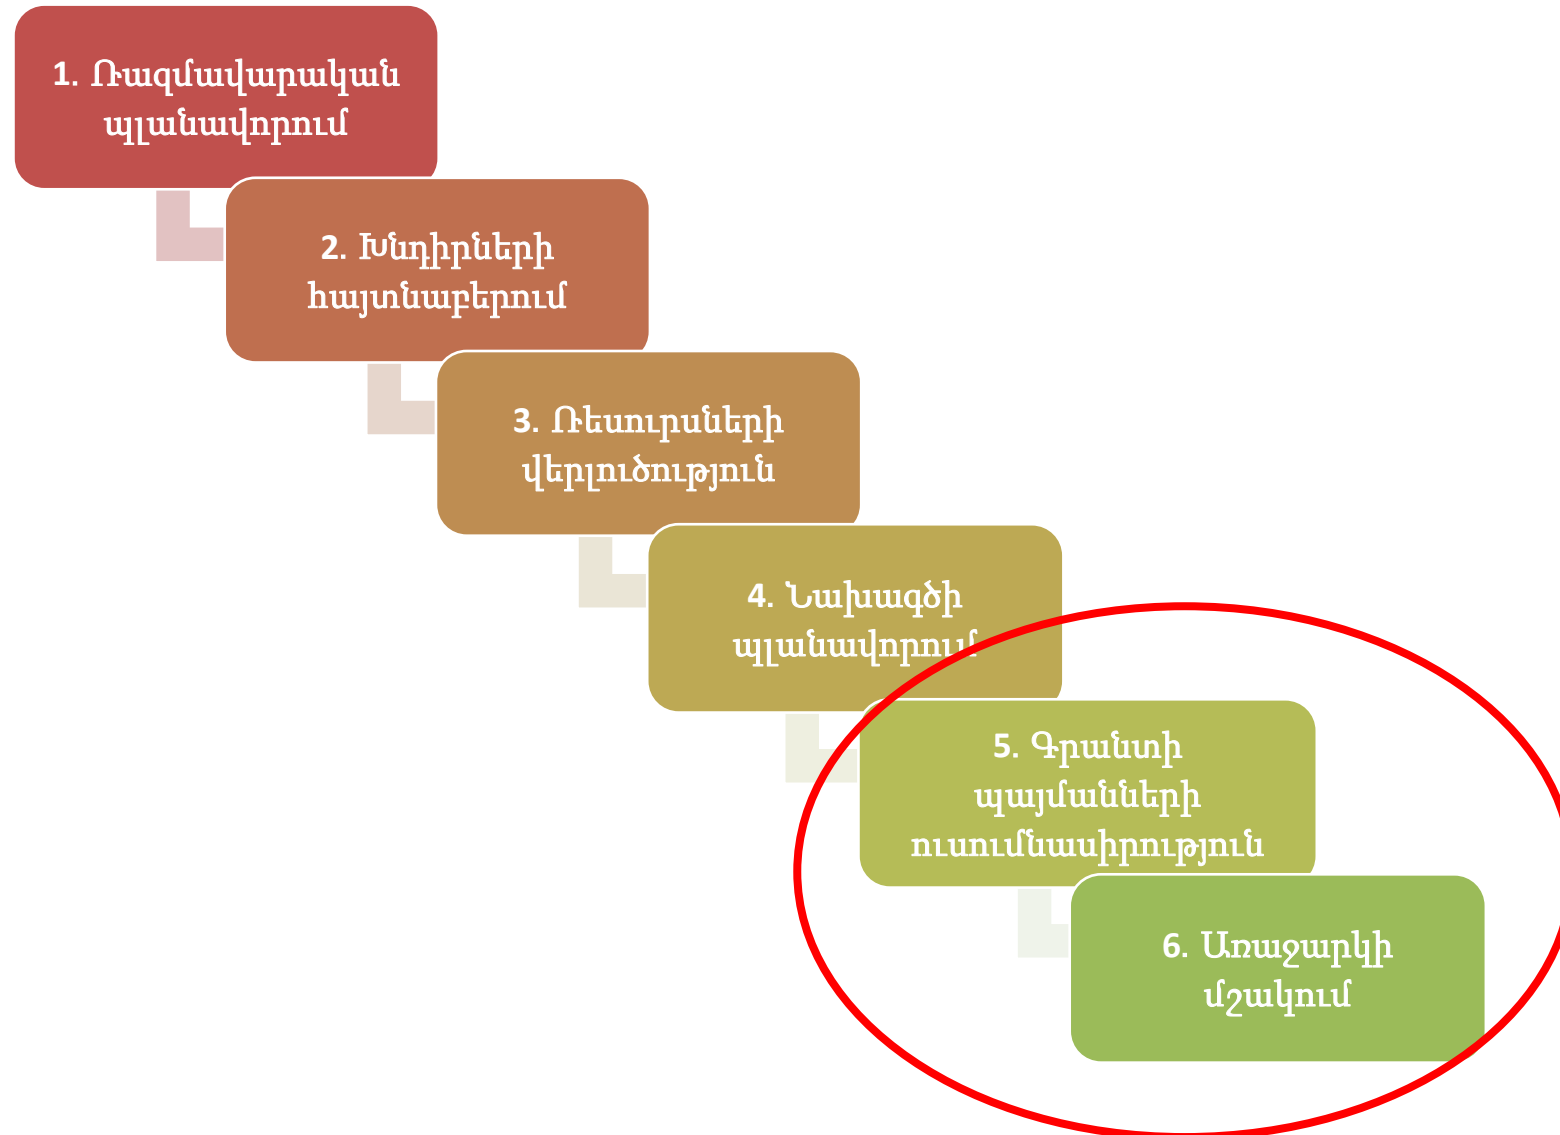 1. Ռազմավարական
պլանավորում
2. Խնդիրների
հայտնաբերում
3. Ռեսուրսների
վերլուծություն
4. Նախագծի
պլանավորում
5. Գրանտի
պայմանների
ուսումնասիրություն
6. Առաջարկի
մշակում